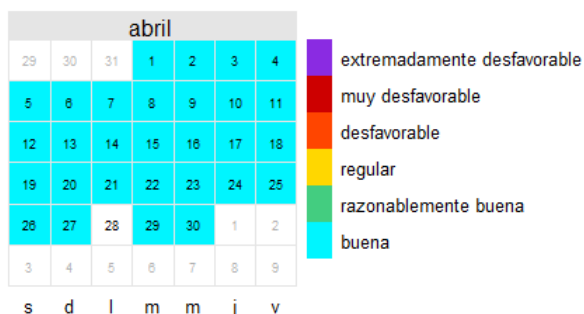 abril
29 30 31 1 2 3 4
5 6 7 8 9 10 11
12 13 14 15 16 17 18
19 20 21 22 23 24 25
26 27 28 29 30 1 2
3 4 5 6 7 8 9
s d l m m j v
extremadamente desfavorable
muy desfavorable
desfavorable
regular
razonablemente buena
buena